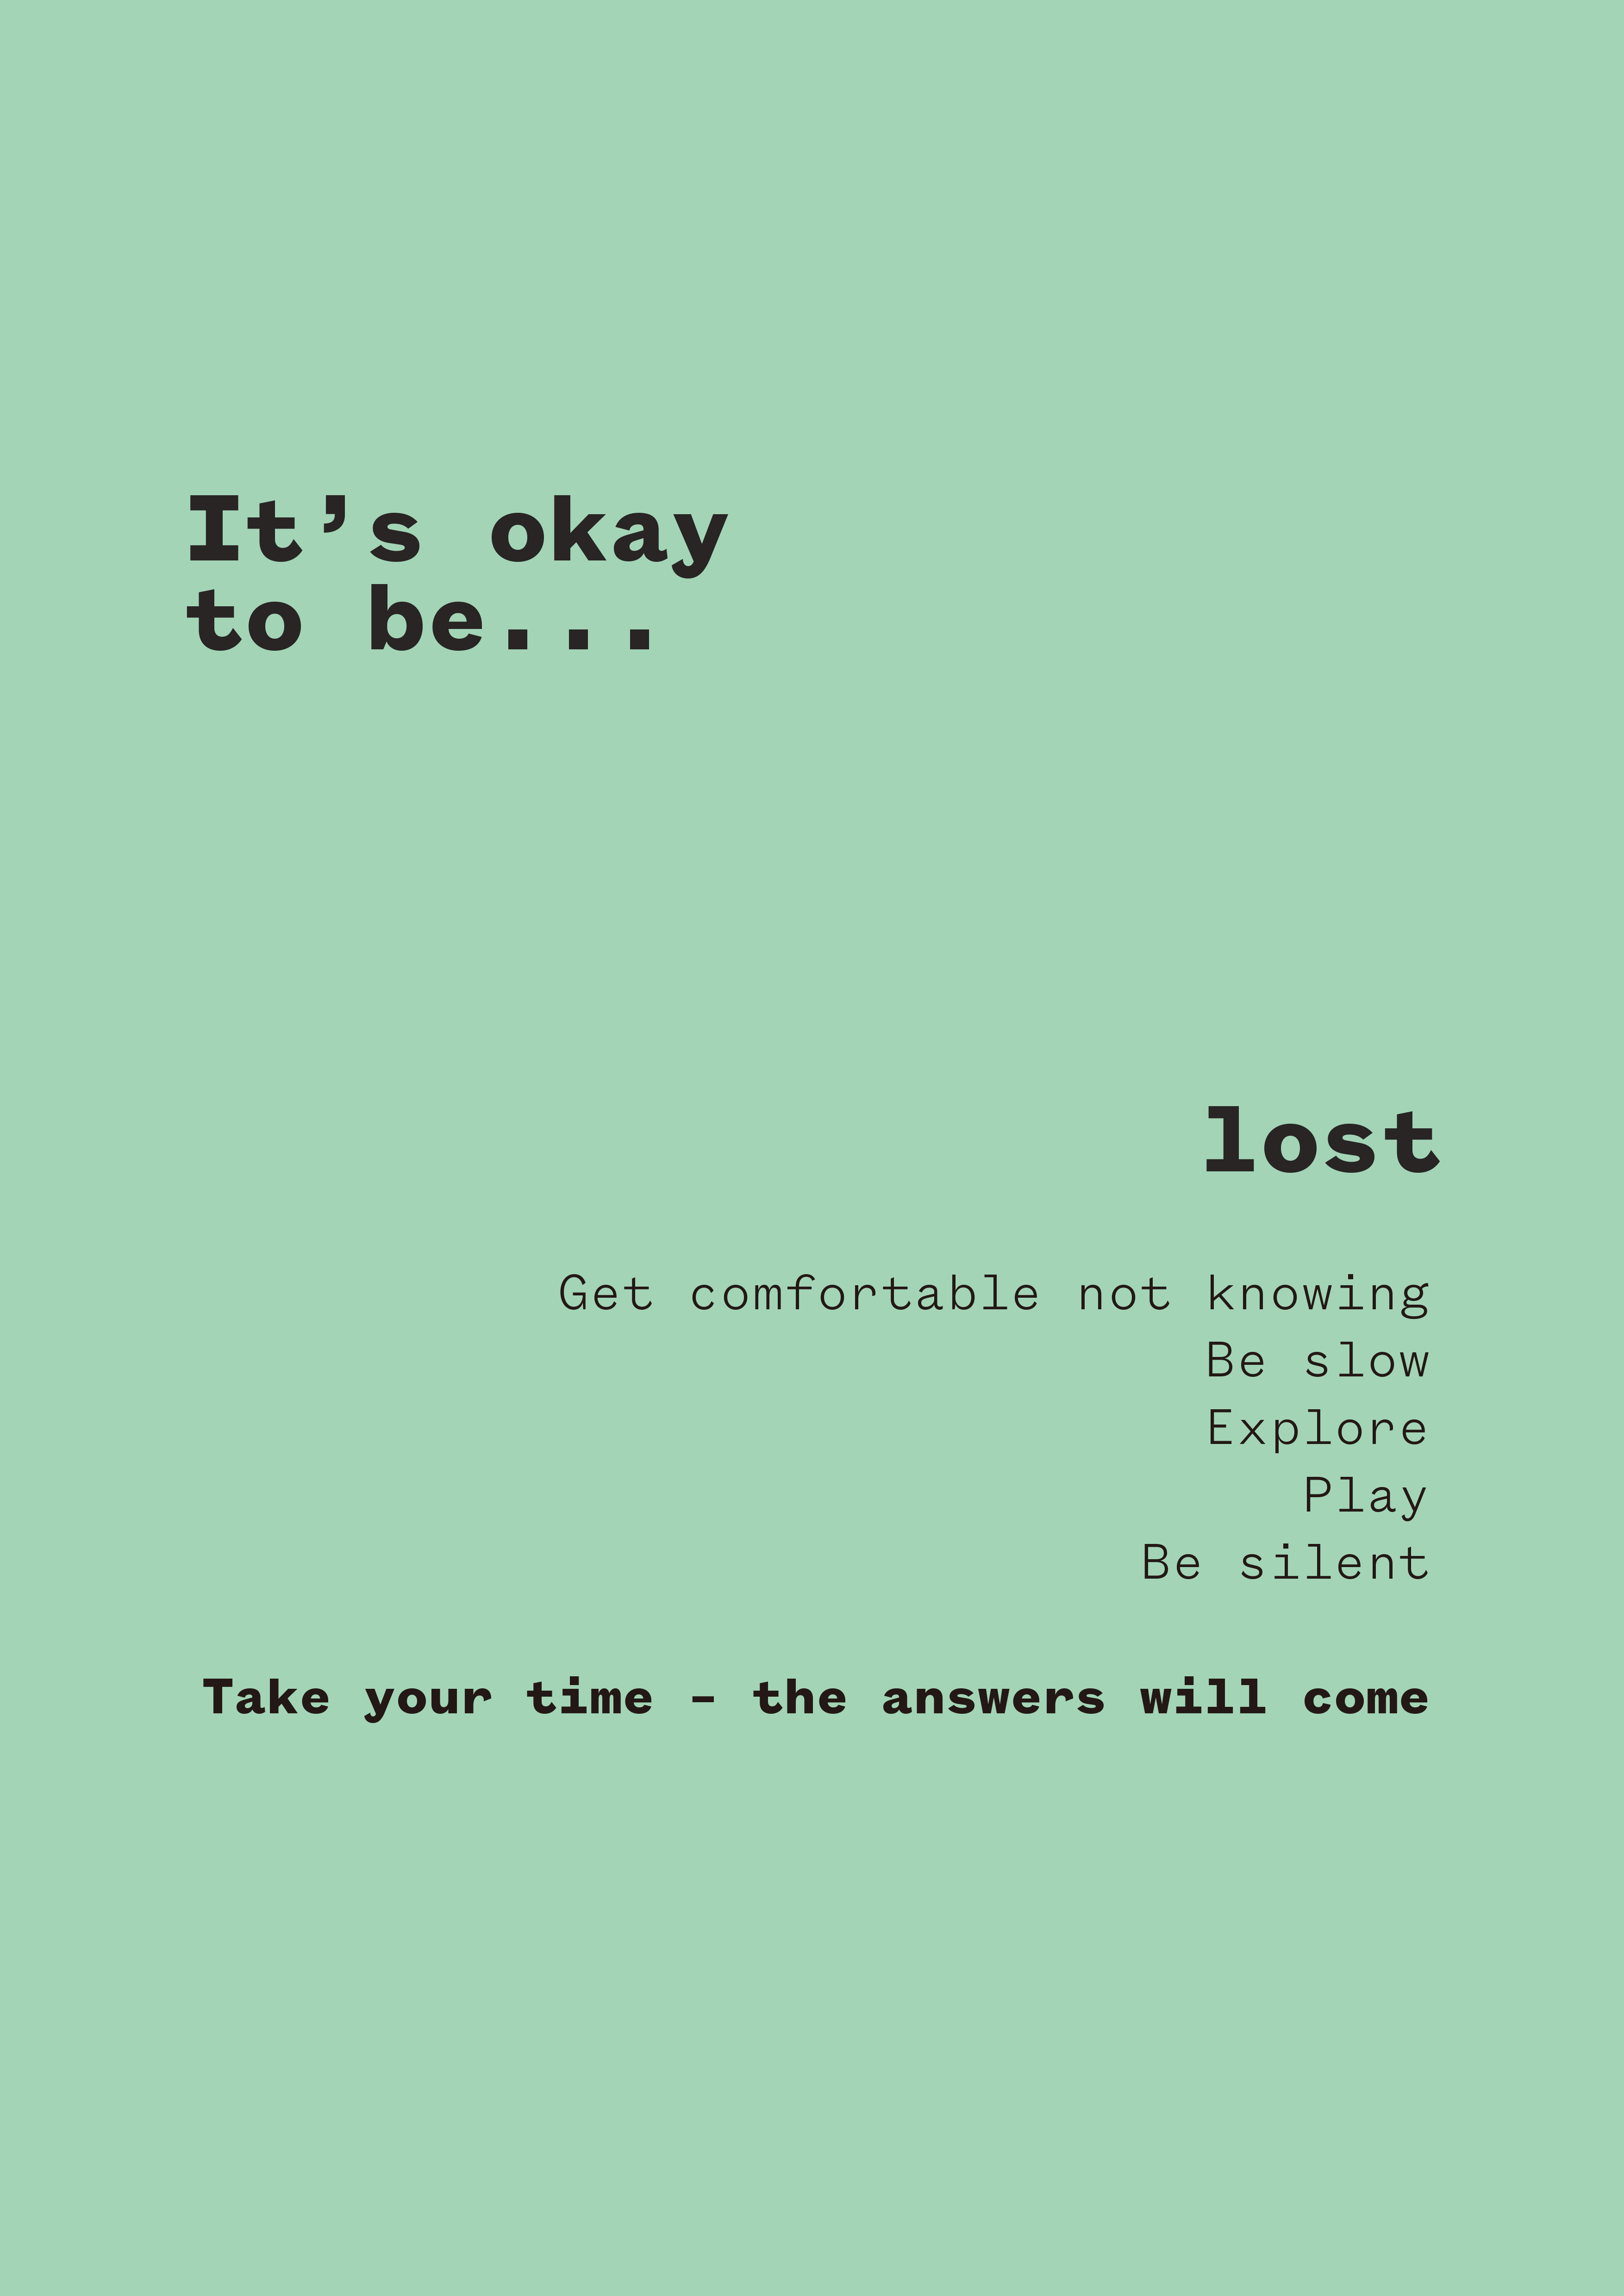 It’s okay
to be...
lost
Get comfortable not knowing
Be slow
Explore
Play
Be silent
Take your time – the answers will come